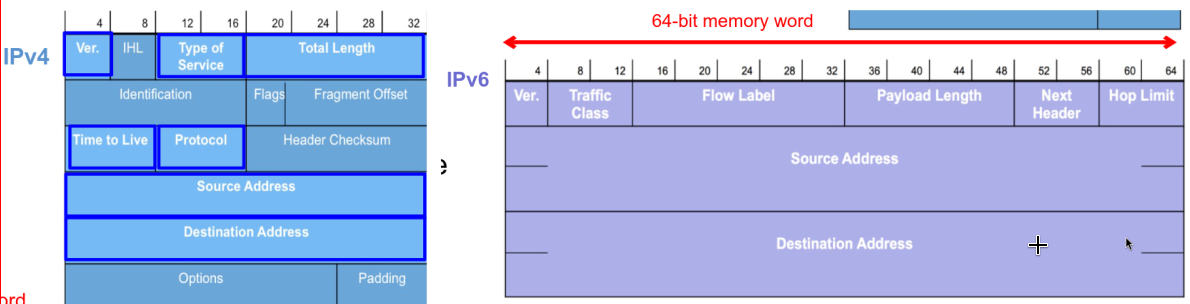 4 8 12 16 20 24 28 32
IPv4
Ver. IHL Type of Service Total Length
Identification Flags Fragment Offset
Time to Live Protocol Header Checksum
Source Address
Destination Address
Options Padding
ord
e
64-bit memory word
4 8 12 16 20 24 28 32 36 40 44 48 52 56 60 64
IPv6
Ver. Traffic Class Flow Label Payload Length Next Header Hop Limit
Source Address
Destination Address